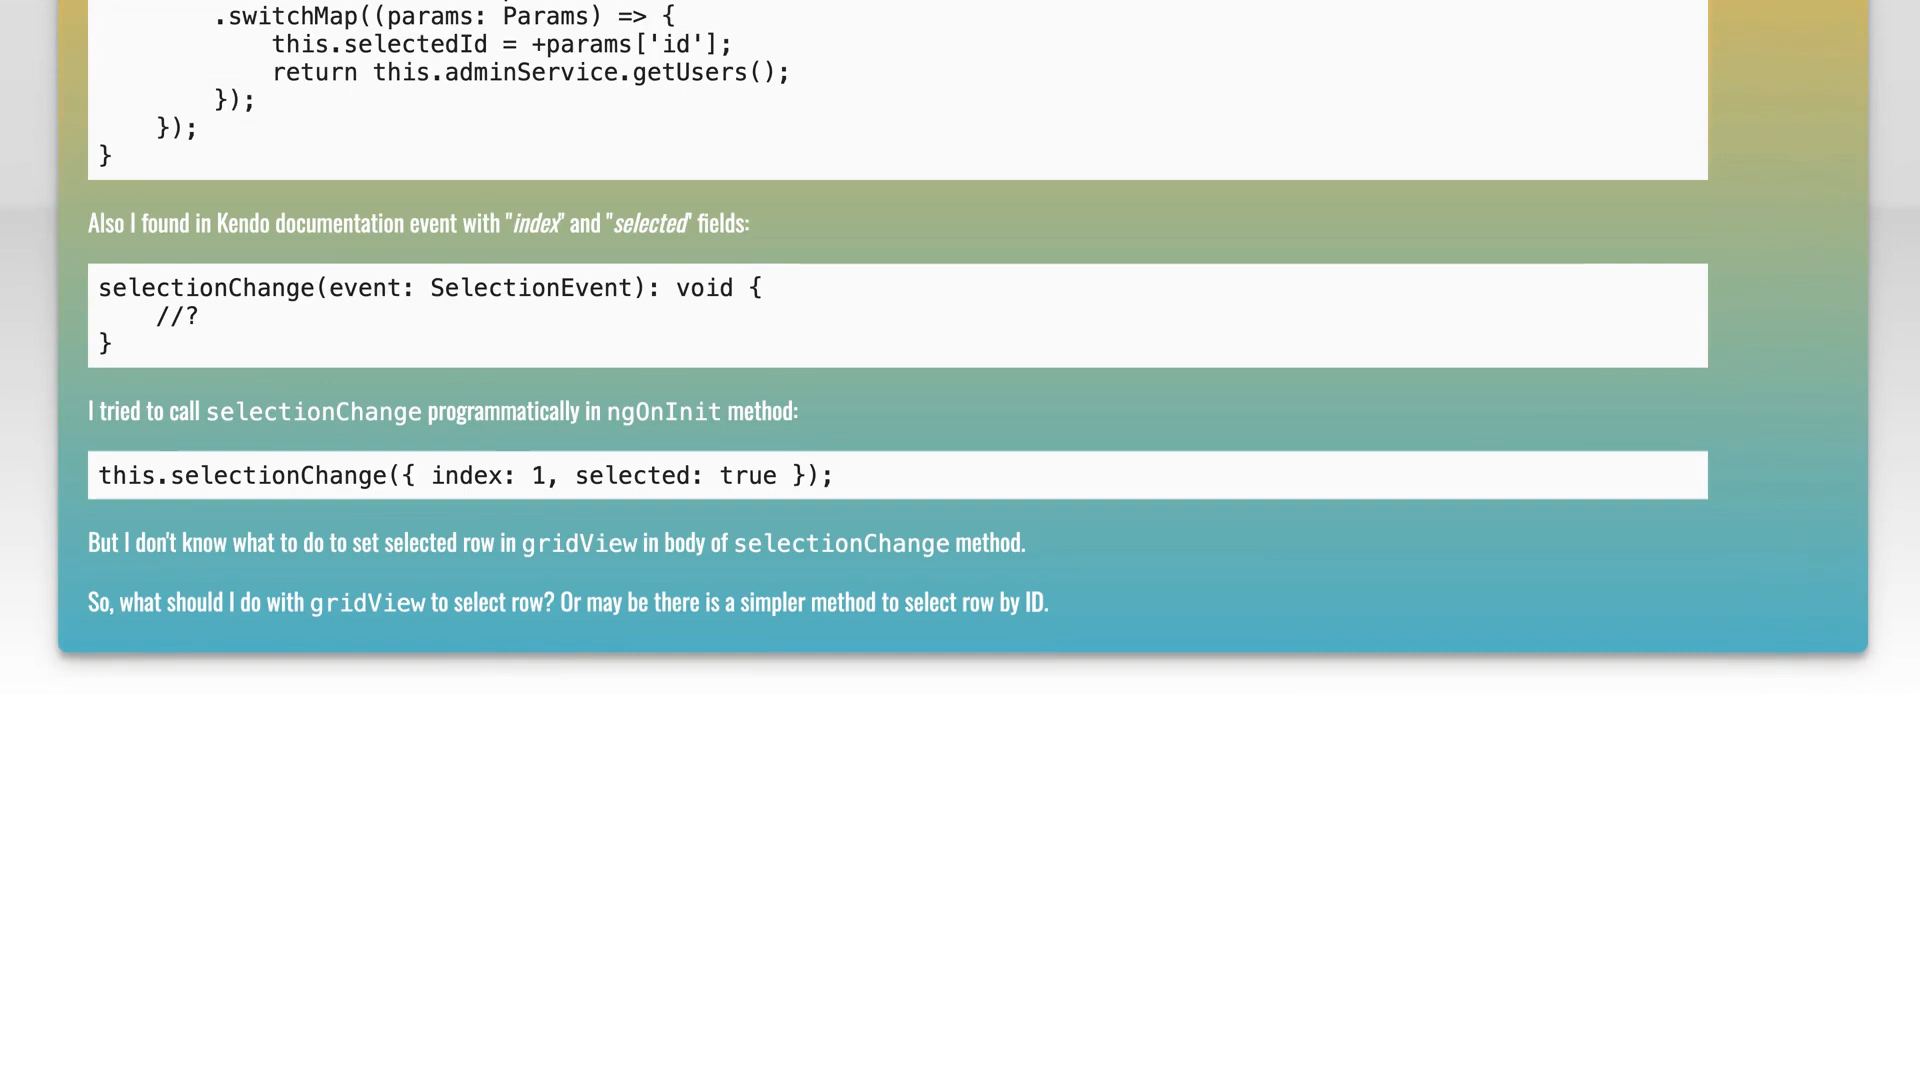 .switchMap((params: Params) => {
this.selectedId = +params['id'];
return this.adminService.getUsers();
});
});
}
Also I found in Kendo documentation event with "index" and "selected" fields:
selectionChange(event: SelectionEvent): void {
//?
}
I tried to call selectionChange programmatically in ngOnInit method:
this.selectionChange({ index: 1, selected: true });
But I don't know what to do to set selected row in gridView in body of selectionChange method.
So, what should I do with gridView to select row? Or may be there is a simpler method to select row by ID.